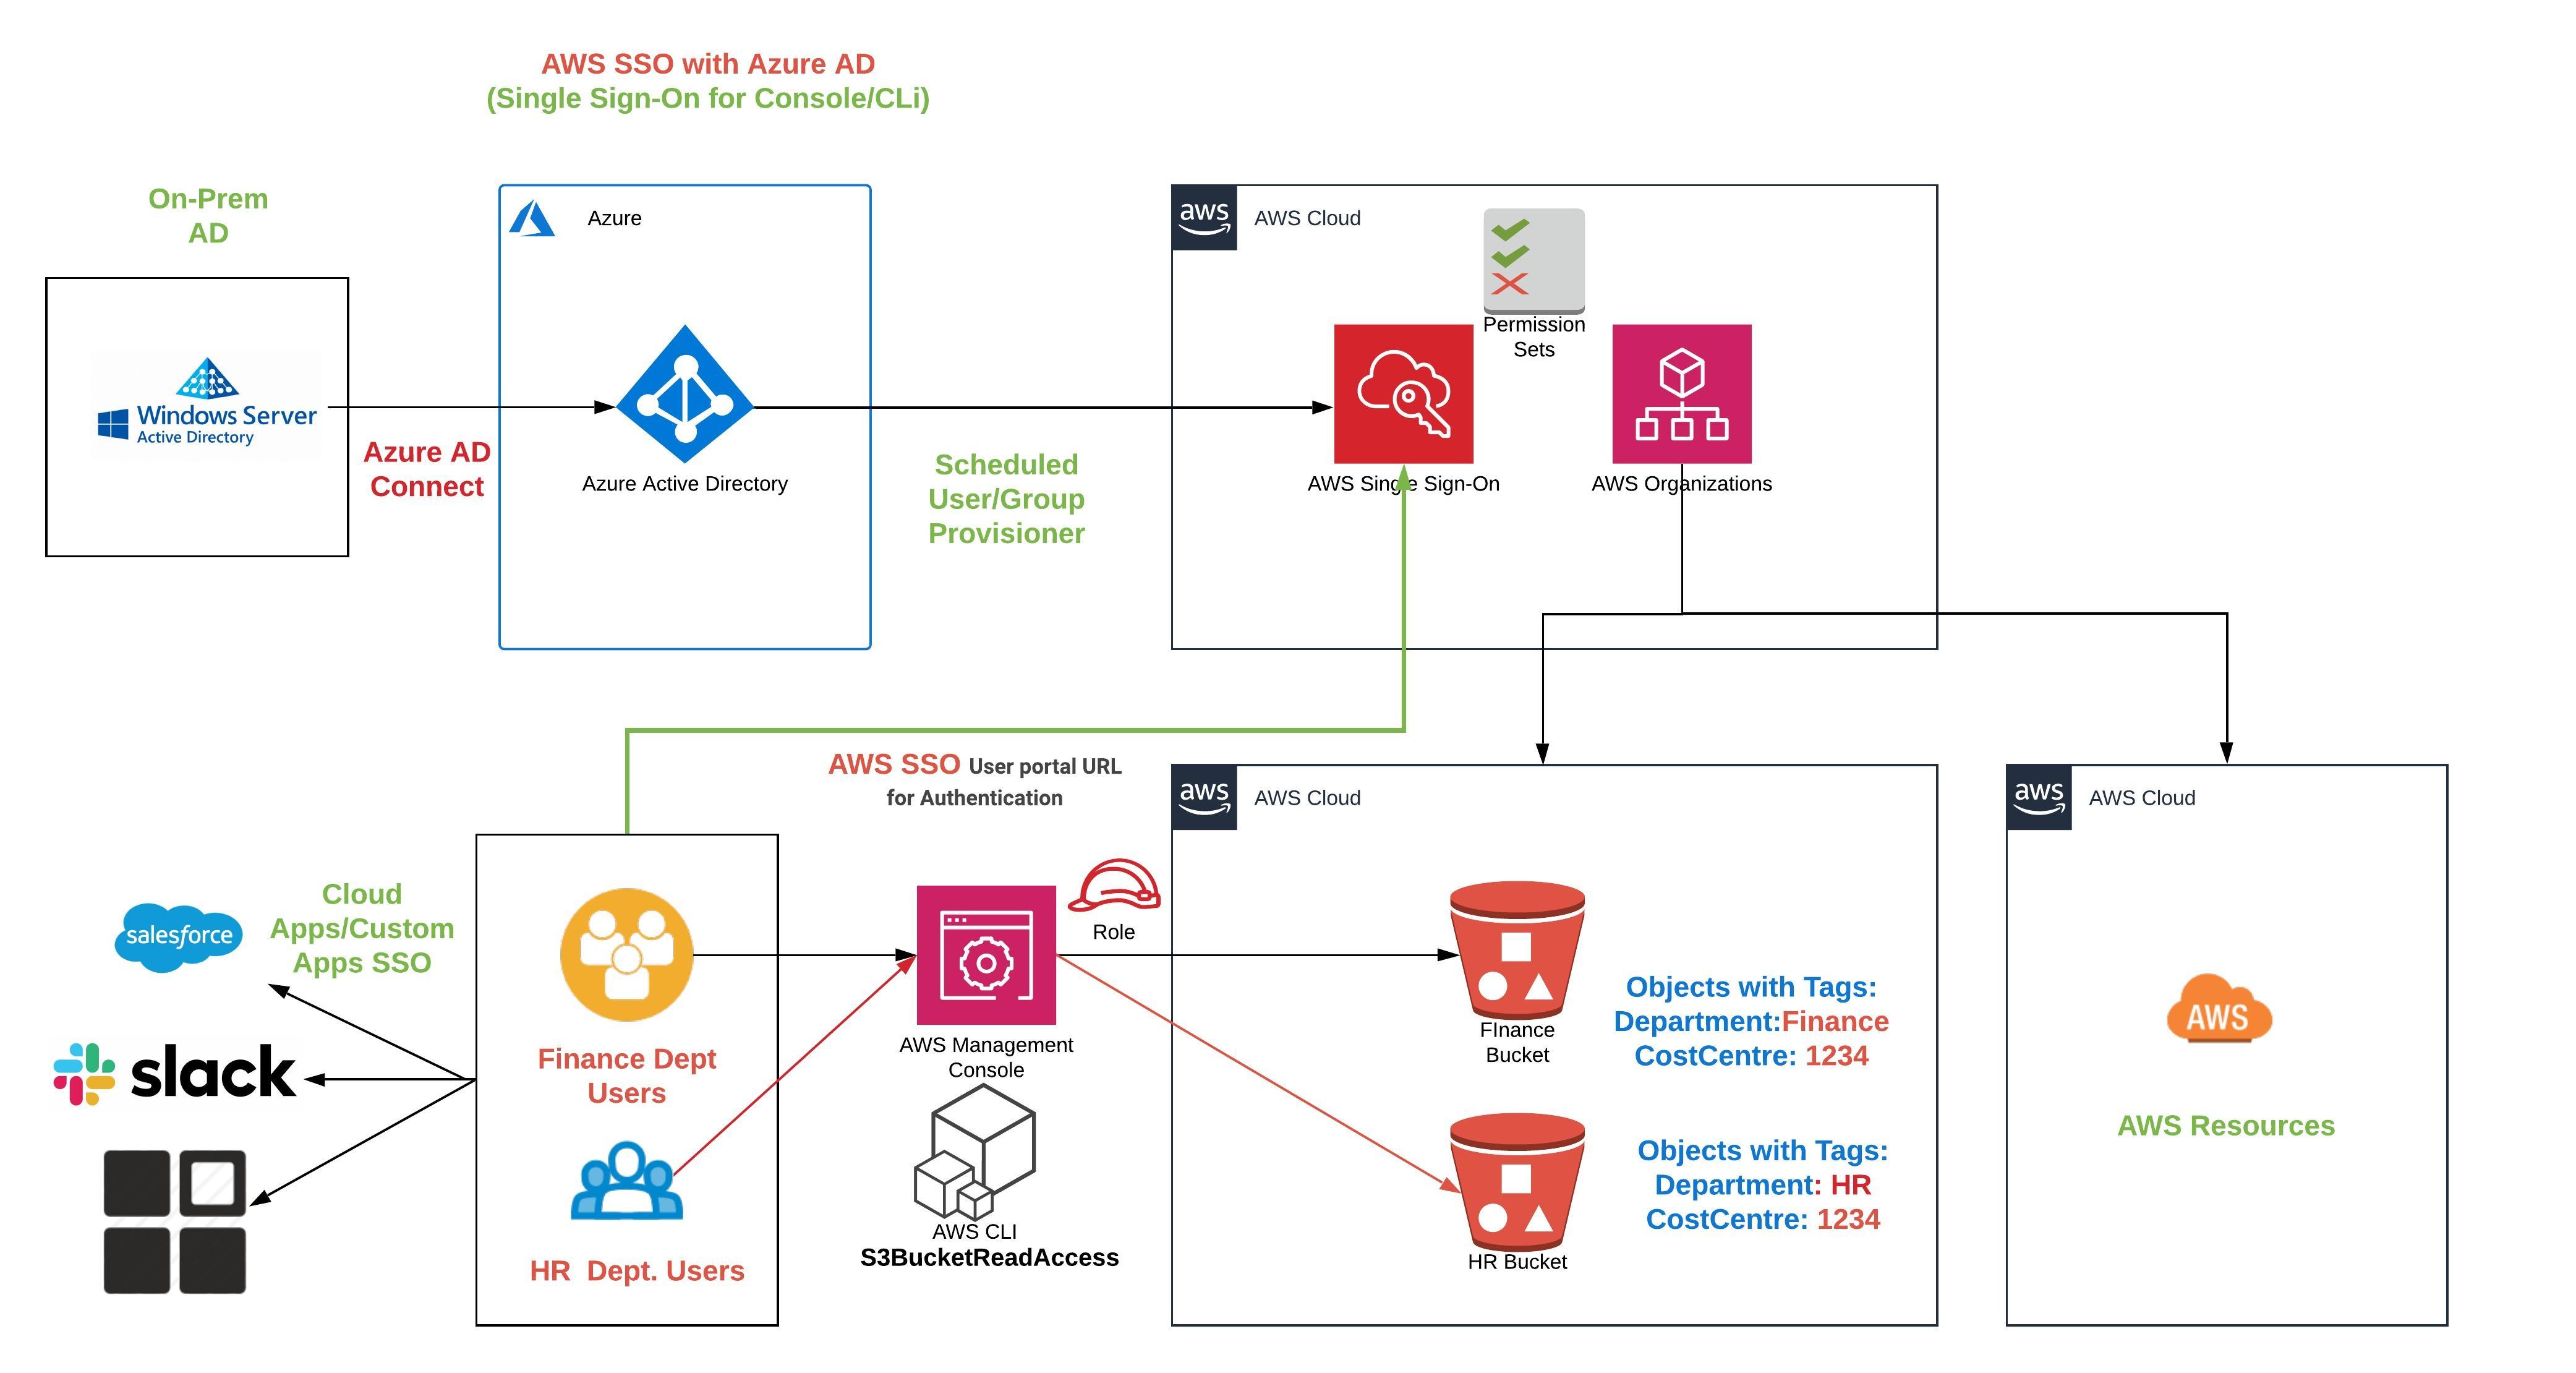 AWS SSO with Azure AD
(Single Sign-On for Console/CLi)
On-Prem
AD
Azure
aws
AWS Cloud
Permission
Sets
Windows Server
Active Directory
Azure AD
Connect
Azure Active Directory
Scheduled
User/Group
Provisioner
AWS Single Sign-On
AWS Organizations
AWS SSO User portal URL
for Authentication
aws
AWS Cloud
aws
AWS Cloud
salesforce
Cloud
Apps/Custom
Apps SSO
slack
Finance Dept
Users
HR  Dept. Users
Role
AWS Management
Console
AWS CLI
S3BucketReadAccess
FInance
Bucket
Objects with Tags:
Department:Finance
CostCentre: 1234
HR Bucket
Objects with Tags:
Department: HR
CostCentre: 1234
AWS
AWS Resources